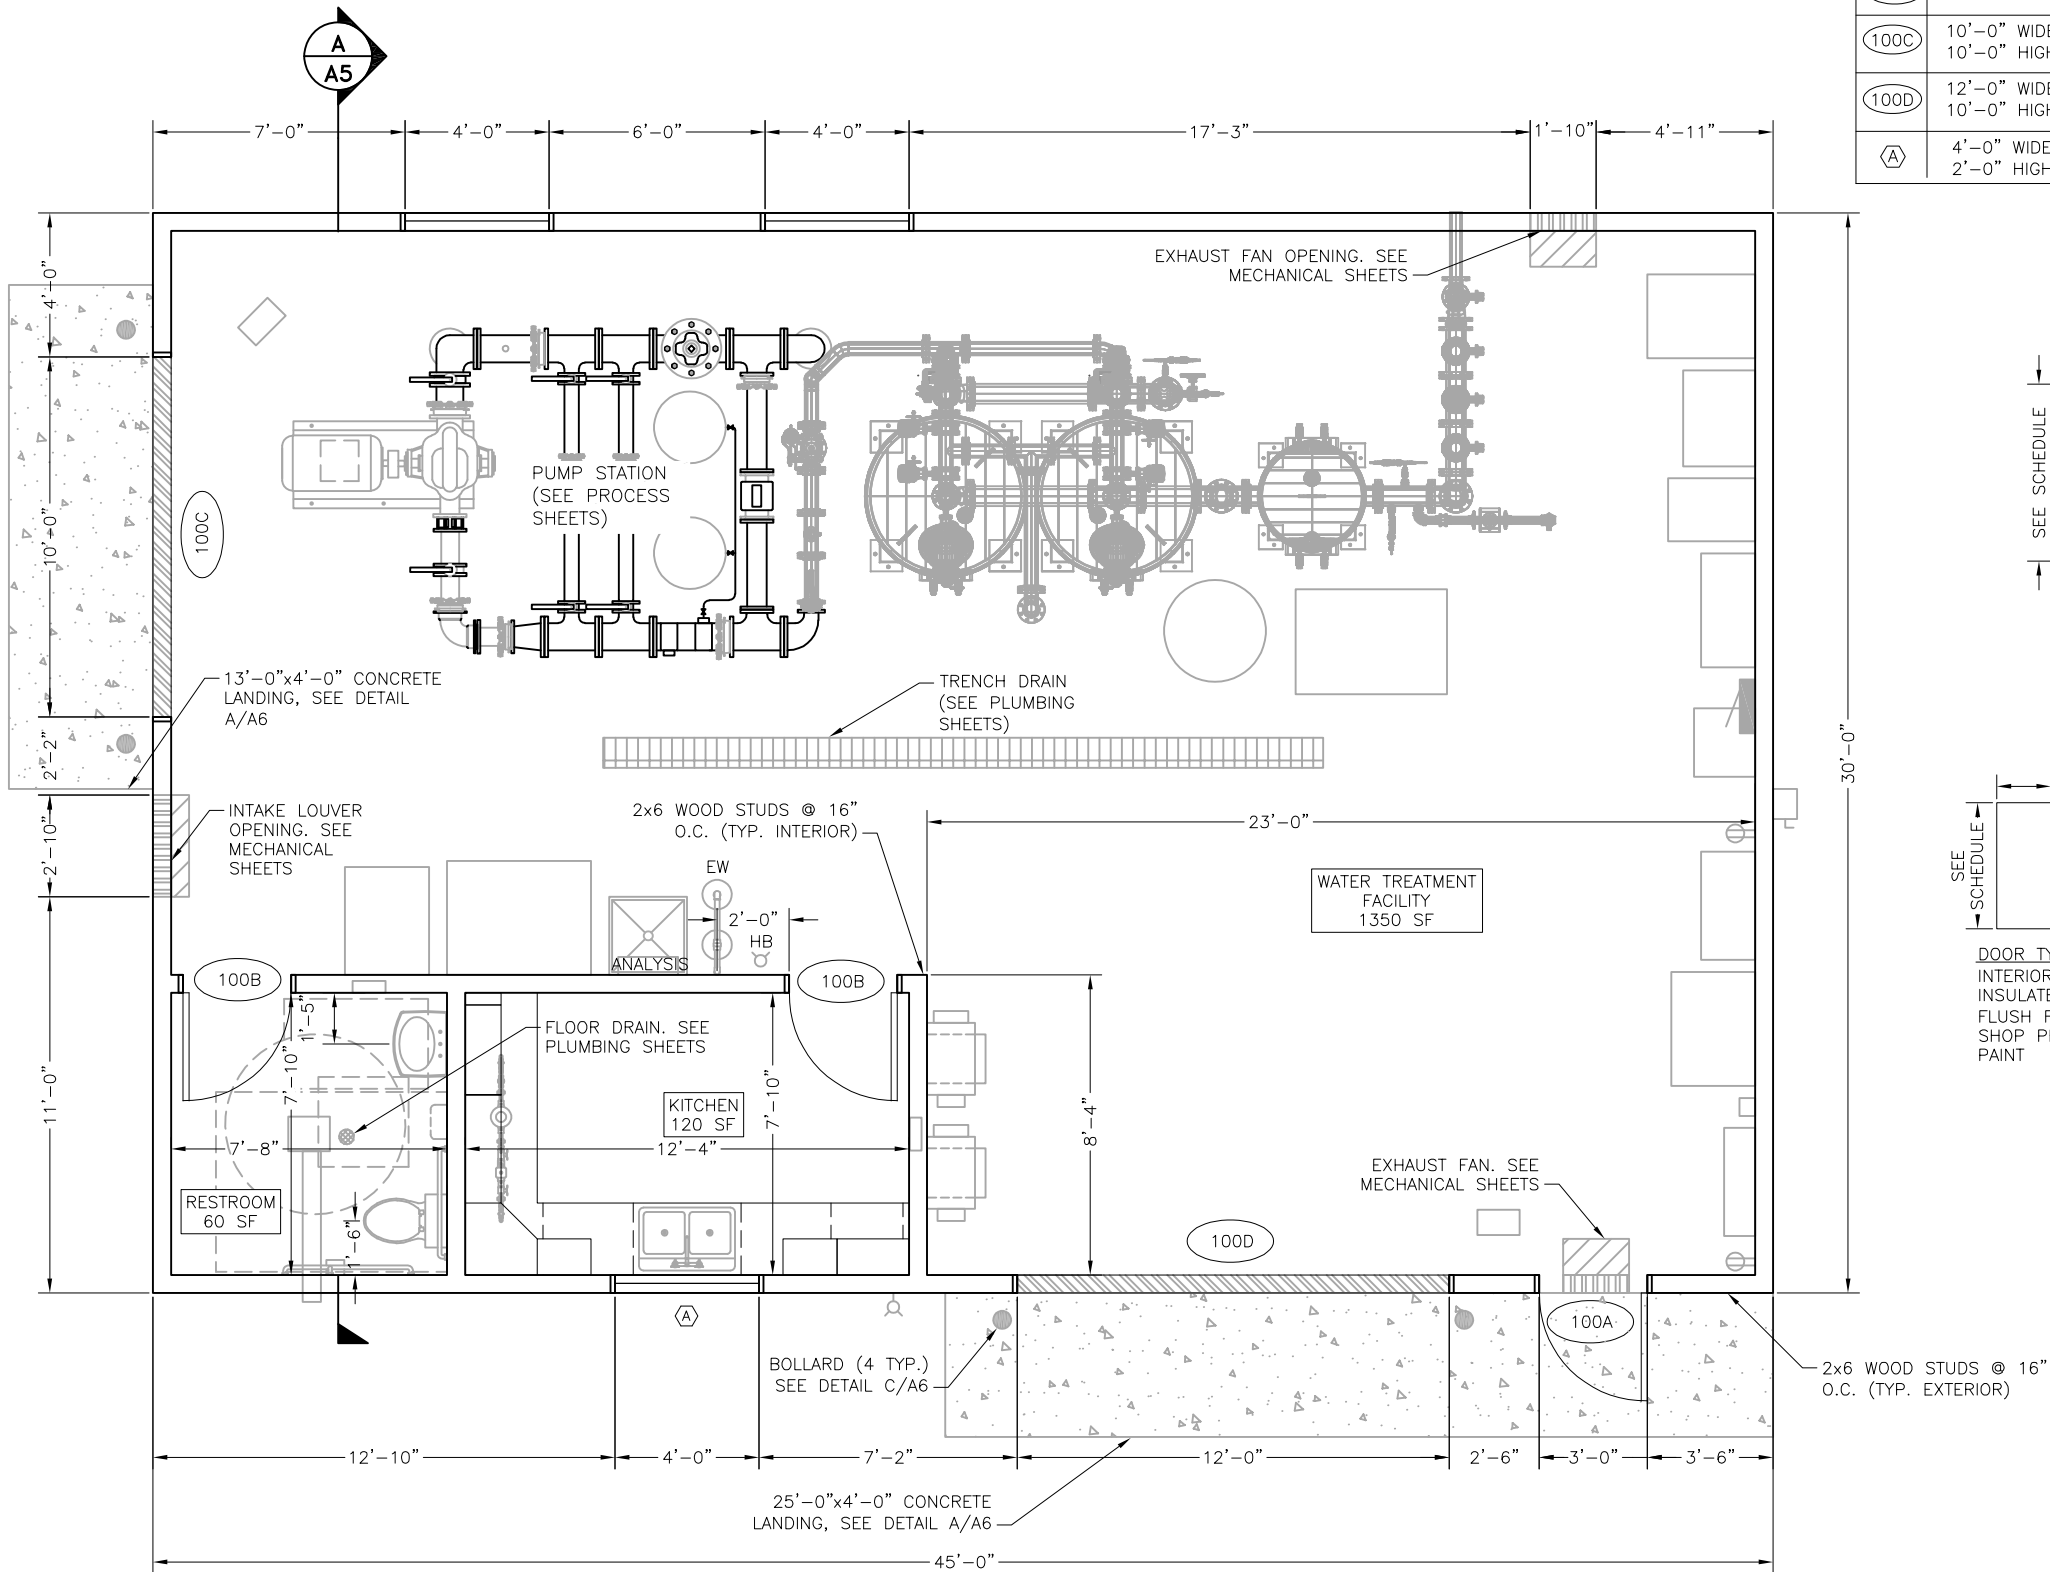 A
A5
100C
10'-0" WIDE
10'-0" HIGH
100D
12'-0" WIDE
10'-0" HIGH
A
4'-0" WIDE
2'-0" HIGH
7'-0"
4'-0"
6'-0"
4'-0"
17'-3"
1'-10"
4'-11"
EXHAUST FAN OPENING. SEE
MECHANICAL SHEETS
4'-0"
10'-0"
2'-2"
2'-10"
11'-0"
100C
PUMP STATION
(SEE PROCESS
SHEETS)
SEE SCHEDULE
13'-0"x4'-0" CONCRETE
LANDING, SEE DETAIL
A/A6
TRENCH DRAIN
(SEE PLUMBING
SHEETS)
30'-0"
INTAKE LOUVER
OPENING. SEE
MECHANICAL
SHEETS
2x6 WOOD STUDS @ 16"
O.C. (TYP. INTERIOR)
23'-0"
EW
2'-0"
HB
ANALYSIS
WATER TREATMENT
FACILITY
1350 SF
SEE
SCHEDULE
DOOR TY
INTERIOR
INSULATE
FLUSH F
SHOP P
PAINT
100B
100B
1'-5"
7'-10"
FLOOR DRAIN. SEE
PLUMBING SHEETS
KITCHEN
120 SF
7'-10"
8'-4"
7'-8"
12'-4"
RESTROOM
60 SF
1'-6"
EXHAUST FAN. SEE
MECHANICAL SHEETS
100D
A
100A
BOLLARD (4 TYP.)
SEE DETAIL C/A6
2x6 WOOD STUDS @ 16"
O.C. (TYP. EXTERIOR)
12'-10"
4'-0"
7'-2"
12'-0"
2'-6"
3'-0"
3'-6"
25'-0"x4'-0" CONCRETE
LANDING, SEE DETAIL A/A6
45'-0"